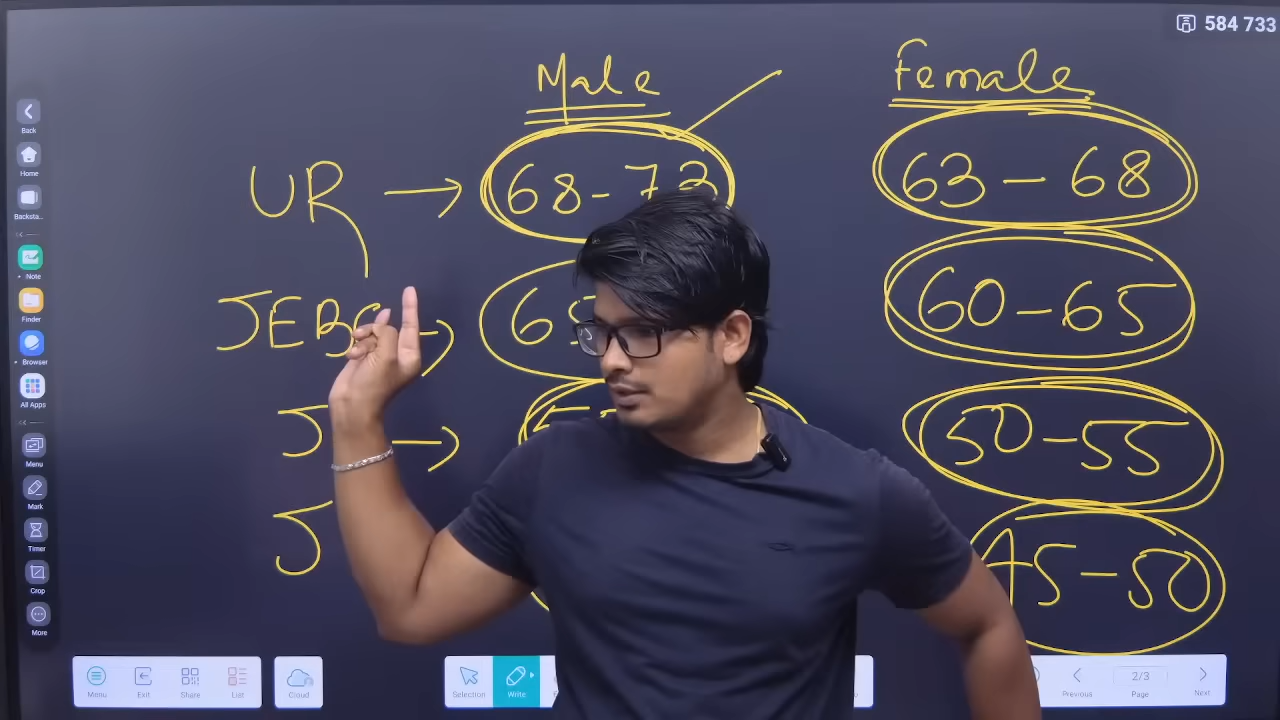 584 733
Male Female
UR → 68-73 63 - 68
JEBC → 60-65
J → 50-55
J 45-50
Back
Home
Backsta..
Note
Finder
Browser
All Apps
Menu
Mark
Timer
Crop
More
Menu Exit Share List Cloud Selection Write Previous 2/3 Page Next